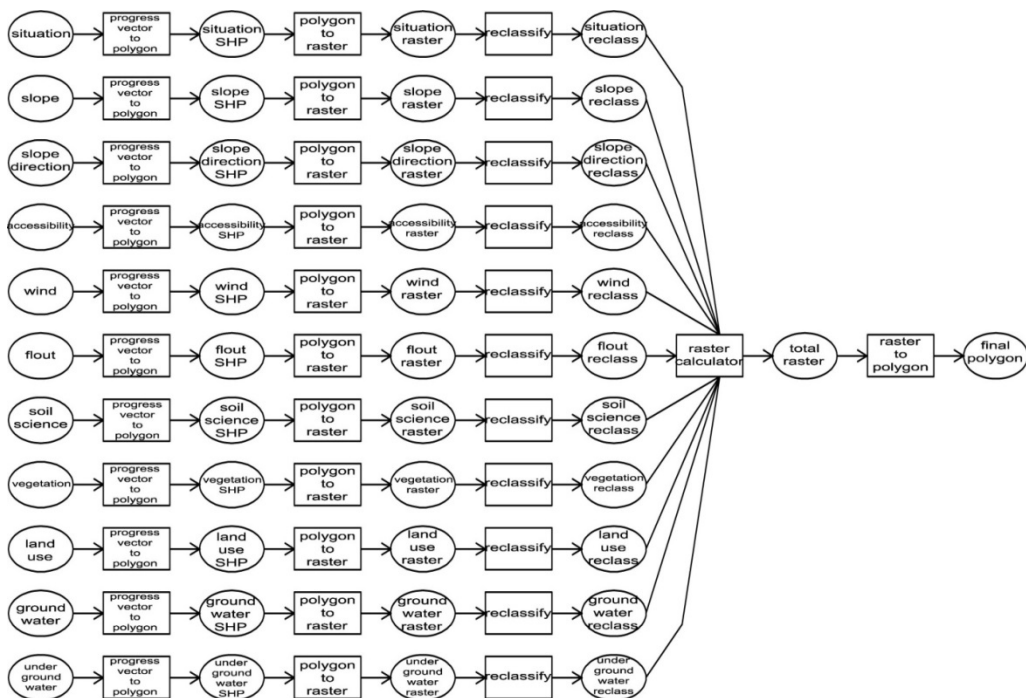 situation
progress
vector
to
polygon
situation
SHP
polygon
to
raster
situation
raster
reclassify
situation
reclass
slope
progress
vector
to
polygon
slope
SHP
polygon
to raster
slope
raster
reclassify
slope
reclass
slope
direction
progress
vector
to
polygon
slope
direction
SHP
polygon
to
raster
slope
direction
raster
reclassify
slope
direction
reclass
accessibility
progress
vector
to
polygon
accessibility
SHP
polygon
to
raster
accessibility
raster
reclassify
accessibility
reclass
wind
progress
vector
to
polygon
wind
SHP
polygon
to
raster
wind
raster
reclassify
wind
reclass
flout
progress
vector
to
polygon
flout
SHP
polygon
to
raster
flout
raster
reclassify
flout
reclass
raster
calculator
total
raster
raster
to
polygon
final
polygon
soil
science
progress
vector
to
polygon
soil
science
SHP
polygon
to
raster
soil
science
raster
reclassify
soil
science
reclass
vegetation
progress
vector
to
polygon
vegetation
SHP
polygon
to
raster
vegetation
raster
reclassify
vegetation
reclass
land
use
progress
vector
to
polygon
land
use
SHP
polygon
to
raster
land
use
raster
reclassify
land
use
reclass
ground
water
progress
vector
to
polygon
ground
water
SHP
polygon
to
raster
ground
water
raster
reclassify
ground
water
reclass
under
ground
water
progress
vector
to
polygon
under
ground
water
SHP
polygon
to
raster
under
ground
water
raster
reclassify
under
ground
water
reclass